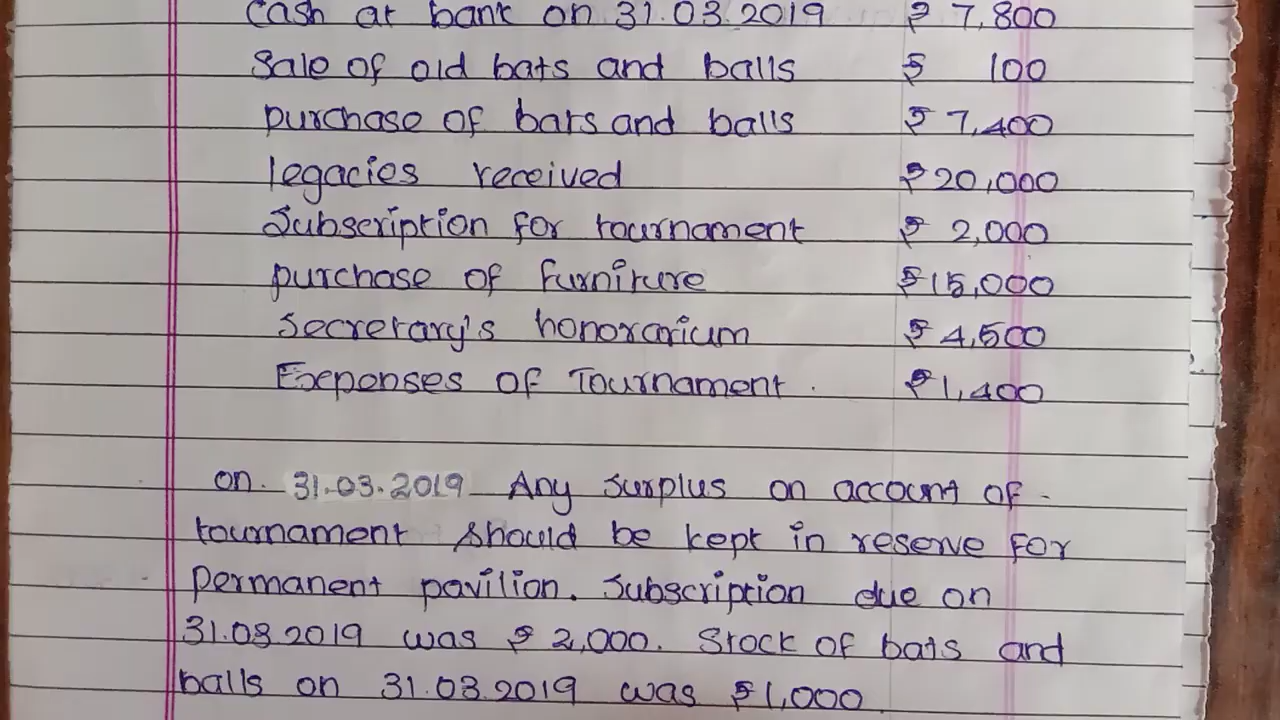 Cash at bank on 31.03.2019 ₹ 7,800
Sale of old bats and balls ₹ 100
purchase of bats and balls ₹ 7,400
legacies received ₹ 20,000
Subscription for tournament ₹ 2,000
purchase of furniture ₹ 15,000
Secretary's honorarium ₹ 4,500
Expenses of Tournament. ₹ 1,400
on. 31.03.2019 Any surplus on account of
tournament should be kept in reserve for
permanent pavilion. Subscription due on
31.03.2019 was ₹ 2,000. Stock of bats and
balls on 31.03.2019 was ₹ 1,000.